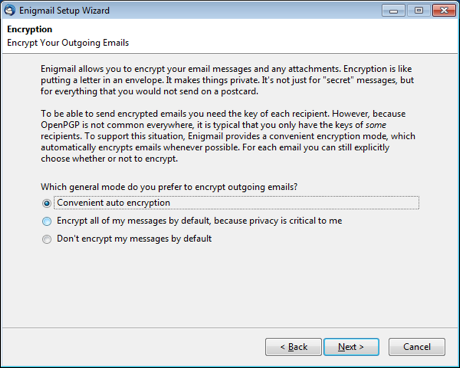 Enigmail Setup Wizard
Encryption
Encrypt Your Outgoing Emails
Enigmail allows you to encrypt your email messages and any attachments. Encryption is like
putting a letter in an envelope. It makes things private. It's not just for "secret" messages, but
for everything that you would not send on a postcard.
To be able to send encrypted emails you need the key of each recipient. However, because
OpenPGP is not common everywhere, it is typical that you only have the keys of some
recipients. To support this situation, Enigmail provides a convenient encryption mode, which
automatically encrypts emails whenever possible. For each email you can still explicitly
choose whether or not to encrypt.
Which general mode do you prefer to encrypt outgoing emails?
Convenient auto encryption
Encrypt all of my messages by default, because privacy is critical to me
Don't encrypt my messages by default
< Back Next > Cancel